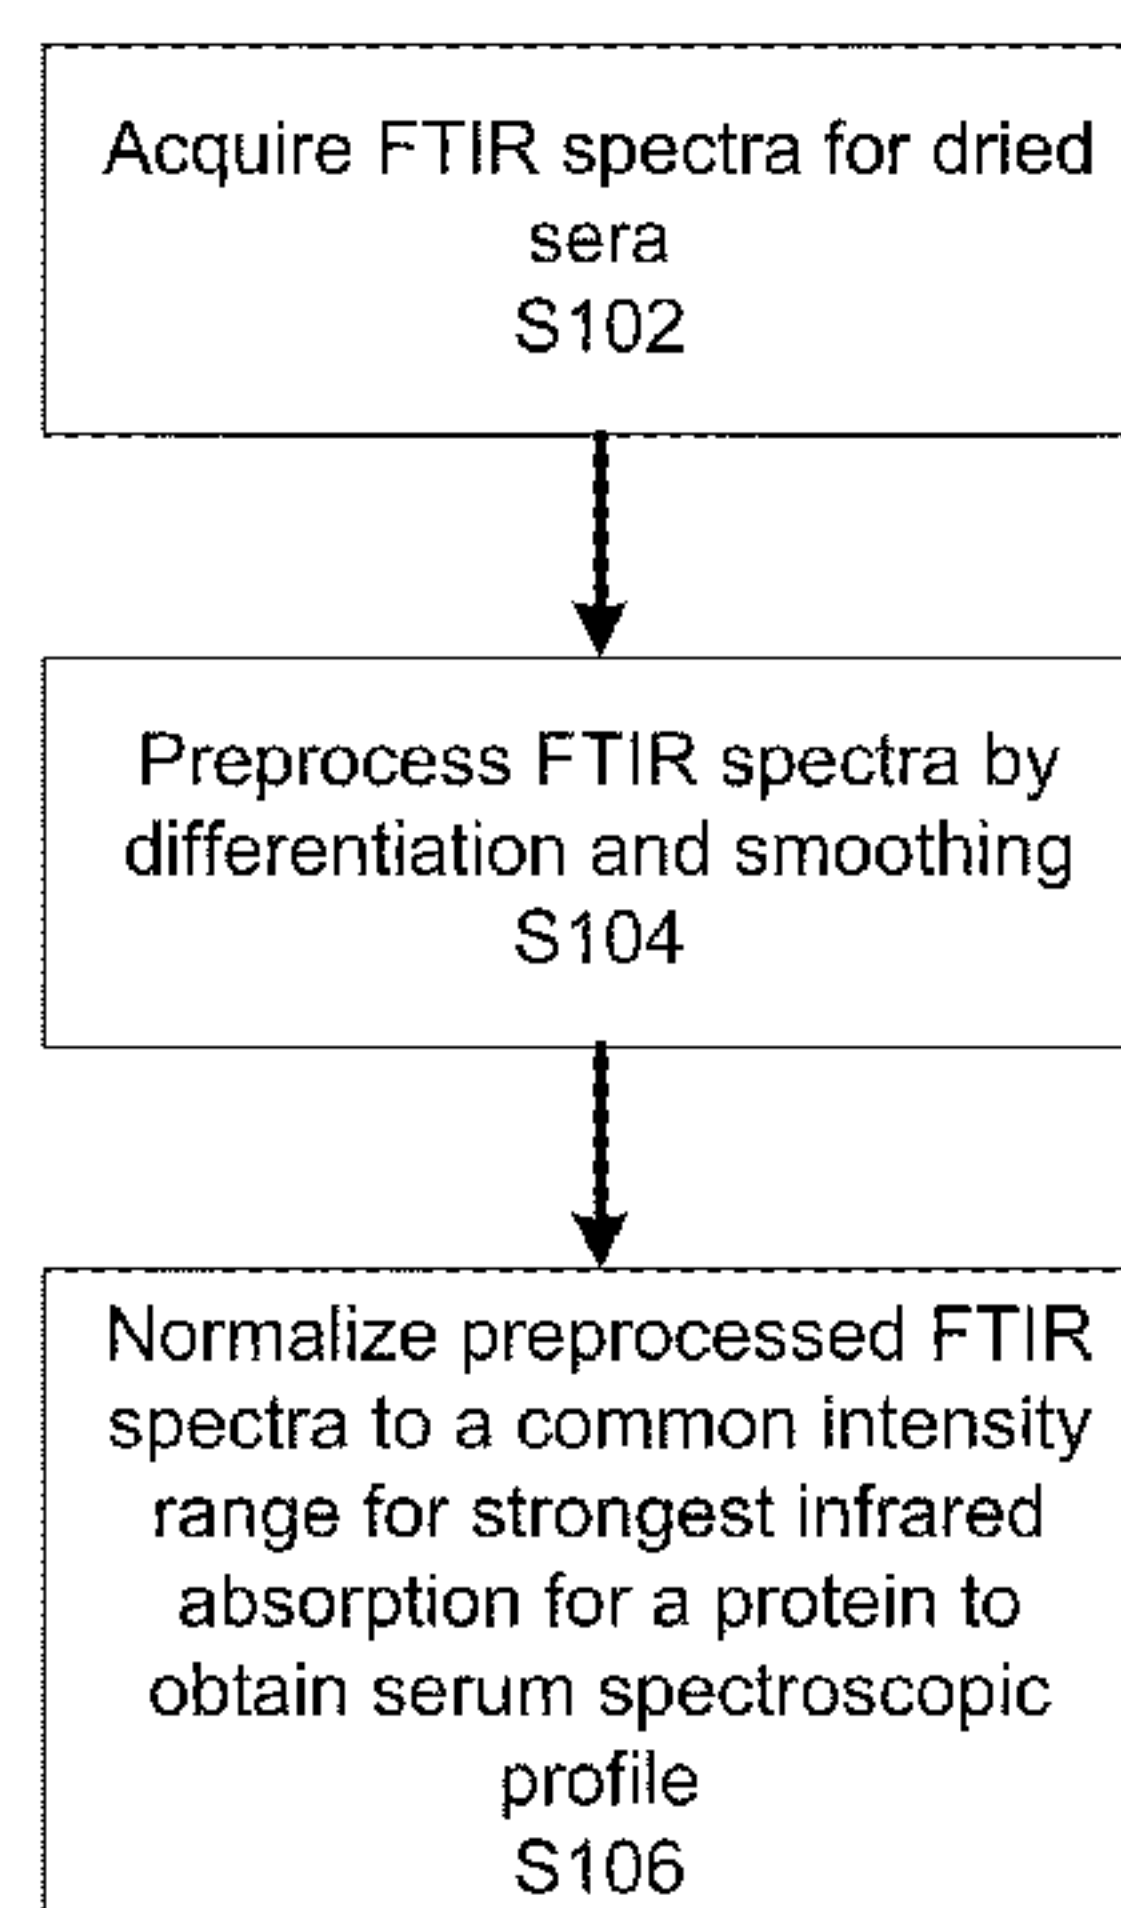 Acquire FTIR spectra for dried
sera
S102
Preprocess FTIR spectra by
differentiation and smoothing
S104
Normalize preprocessed FTIR
spectra to a common intensity
range for strongest infrared
absorption for a protein to
obtain serum spectroscopic
profile
S106